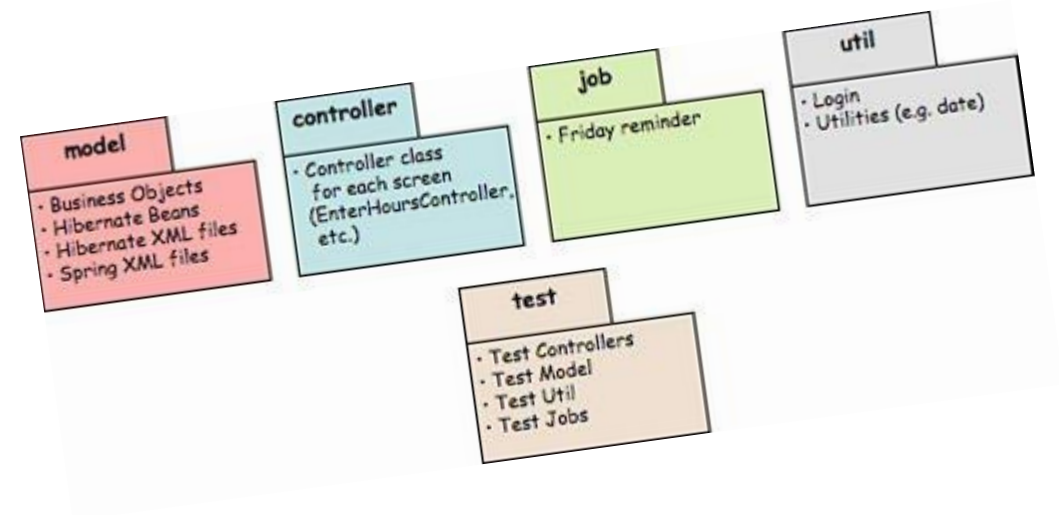 model
· Business Objects
· Hibernate Beans
· Hibernate XML files
· Spring XML files
controller
· Controller class
for each screen
(EnterHoursController,
etc.)
job
· Friday reminder
util
· Login
· Utilities (e.g. date)
test
· Test Controllers
· Test Model
· Test Util
· Test Jobs